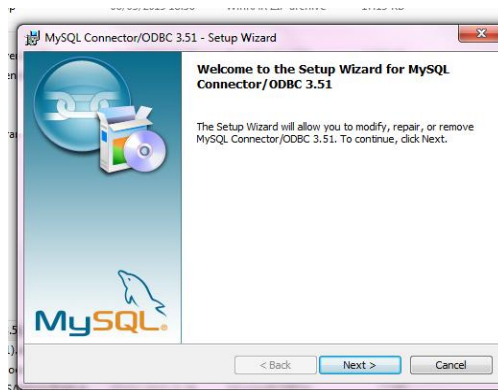 MySQL Connector/ODBC 3.51 - Setup Wizard
Welcome to the Setup Wizard for MySQL
Connector/ODBC 3.51
The Setup Wizard will allow you to modify, repair, or remove
MySQL Connector/ODBC 3.51. To continue, click Next.
MySQL.
< Back
Next >
Cancel